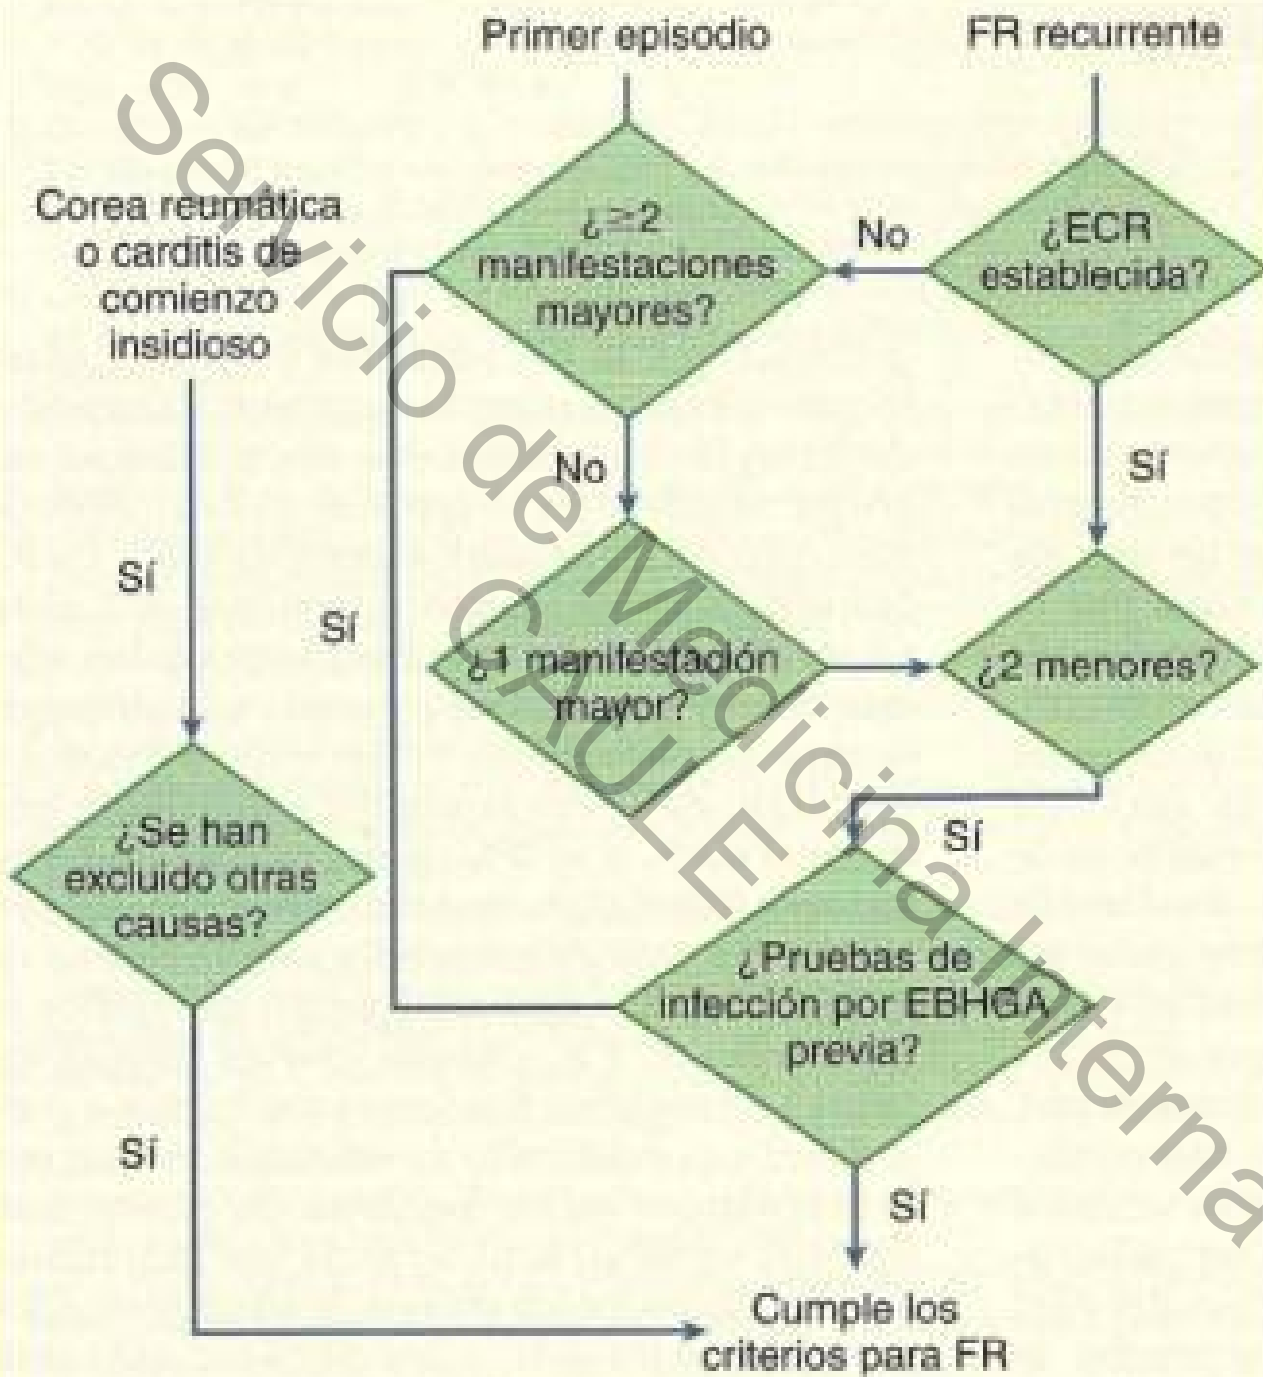 Primer episodio
FR recurrente
Corea reumática
o carditis de
comienzo
insidioso
¿≥2
manifestaciones
mayores?
No
¿ECR
establecida?
No
Sí
Sí
Sí
¿1 manifestación
mayor?
¿2 menores?
Sí
¿Se han
excluido otras
causas?
¿Pruebas de
infección por EBHGA
previa?
Sí
Sí
Cumple los
criterios para FR
Servicio de Medicina Interna
CAULE